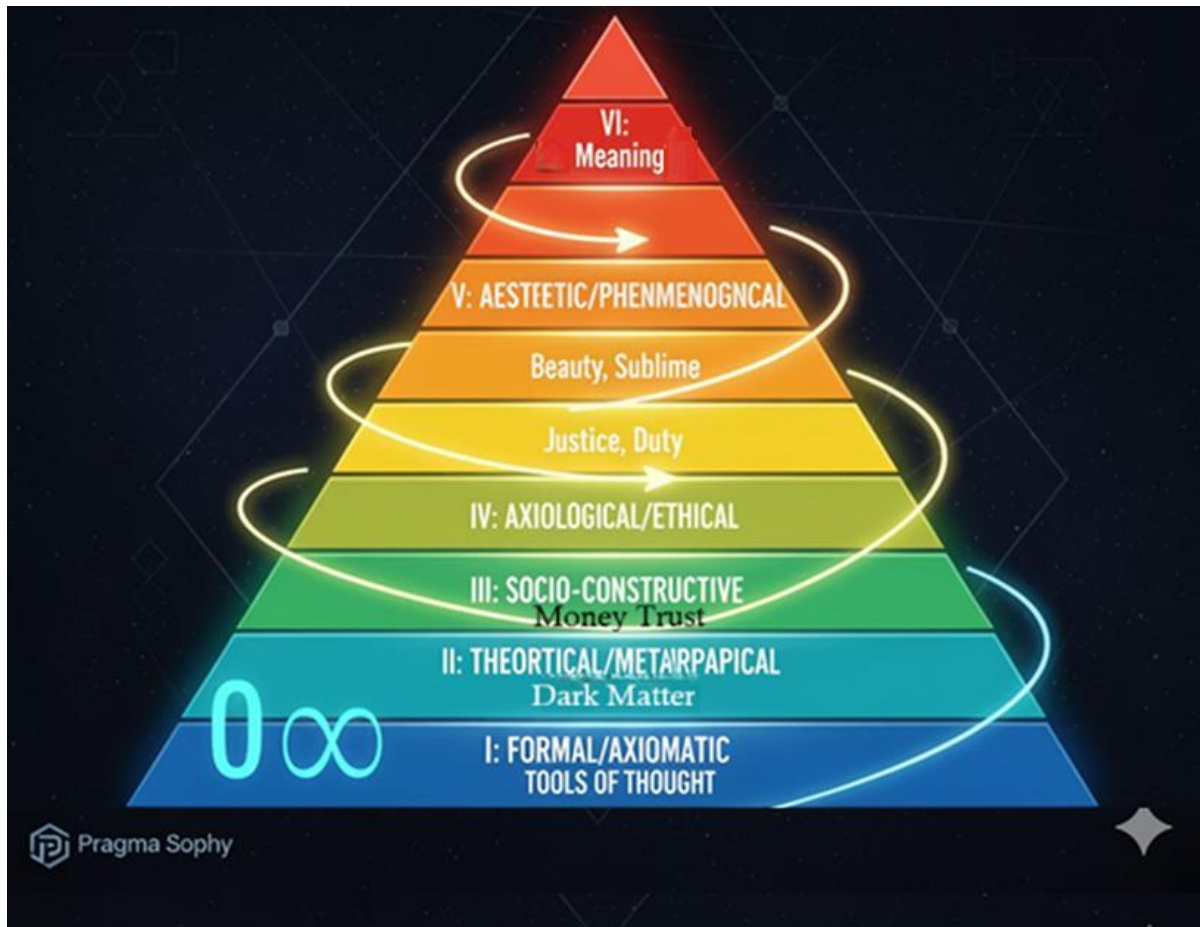 VI:
Meaning
V: AESTEETIC/PHENMENOGNCAL
Beauty, Sublime
Justice, Duty
IV: AXIOLOGICAL/ETHICAL
III: SOCIO-CONSTRUCTIVE
Money Trust
II: THEORTICAL/METAIRPAPICAL
Dark Matter
0 ∞
I: FORMAL/AXIOMATIC
TOOLS OF THOUGHT
Pragma Sophy